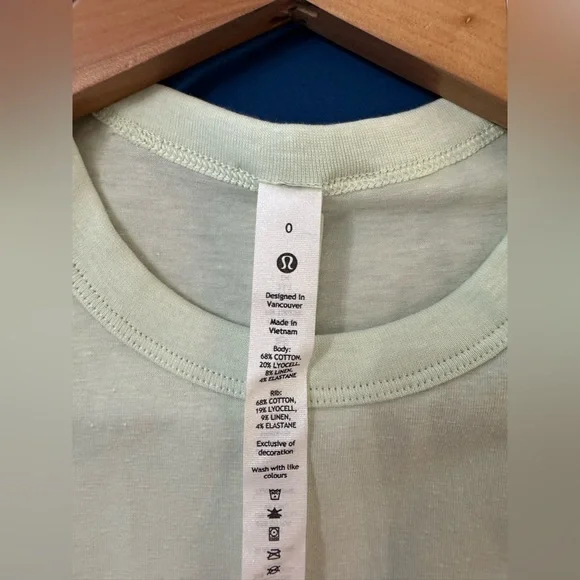 0
Designed in
Vancouver
Made in
Vietnam
Body:
68% COTTON,
20% LYOCELL,
8% LINEN,
4% ELASTANE
Rib:
68% COTTON,
19% LYOCELL,
9% LINEN,
4% ELASTANE
Exclusive of
decoration
Wash with like
colours